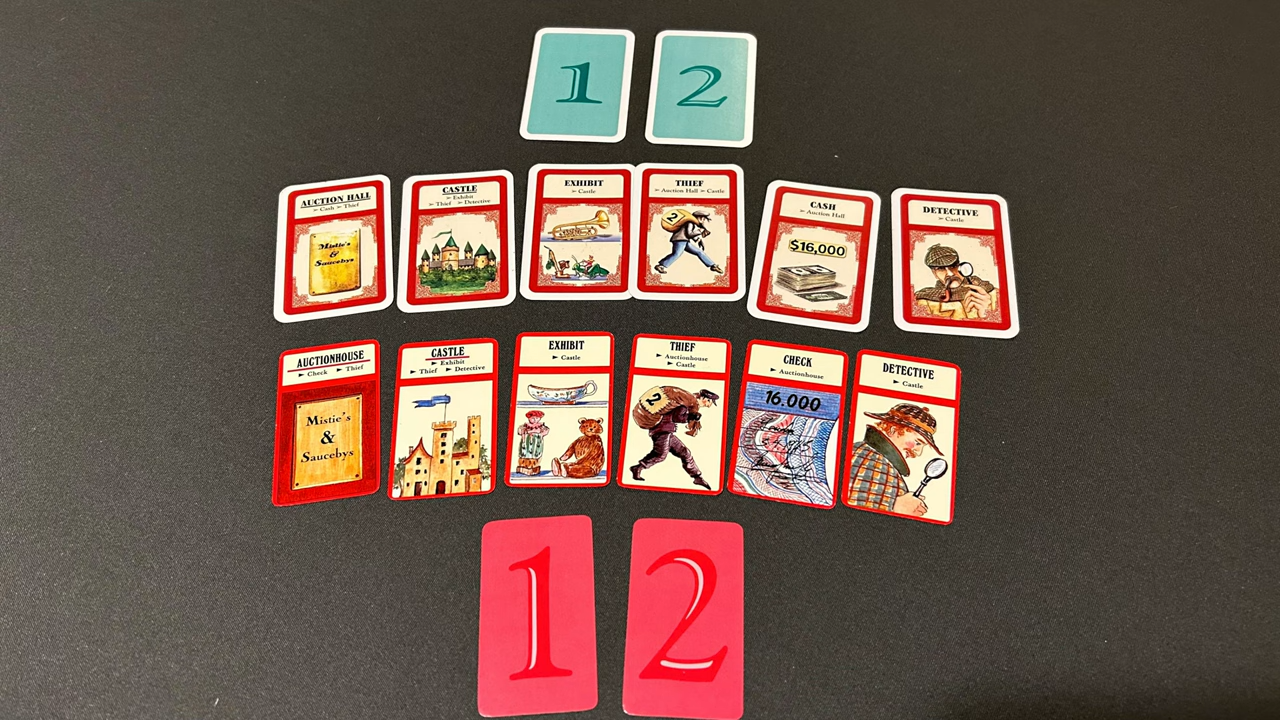 1
2
AUCTION HALL
➢ Cash ➢ Thief
Mistie's
&
Saucebys
CASTLE
➢ Exhibit
➢ Thief ➢ Detective
EXHIBIT
➢ Castle
THIEF
➢ Auction Hall ➢ Castle
2
CASH
➢ Auction Hall
$16,000
DETECTIVE
➢ Castle
AUCTIONHOUSE
► Check ► Thief
Mistie's
&
Saucebys
CASTLE
► Exhibit
► Thief ► Detective
EXHIBIT
► Castle
THIEF
► Auctionhouse
► Castle
2
CHECK
► Auctionhouse
16.000
DETECTIVE
► Castle
1
2